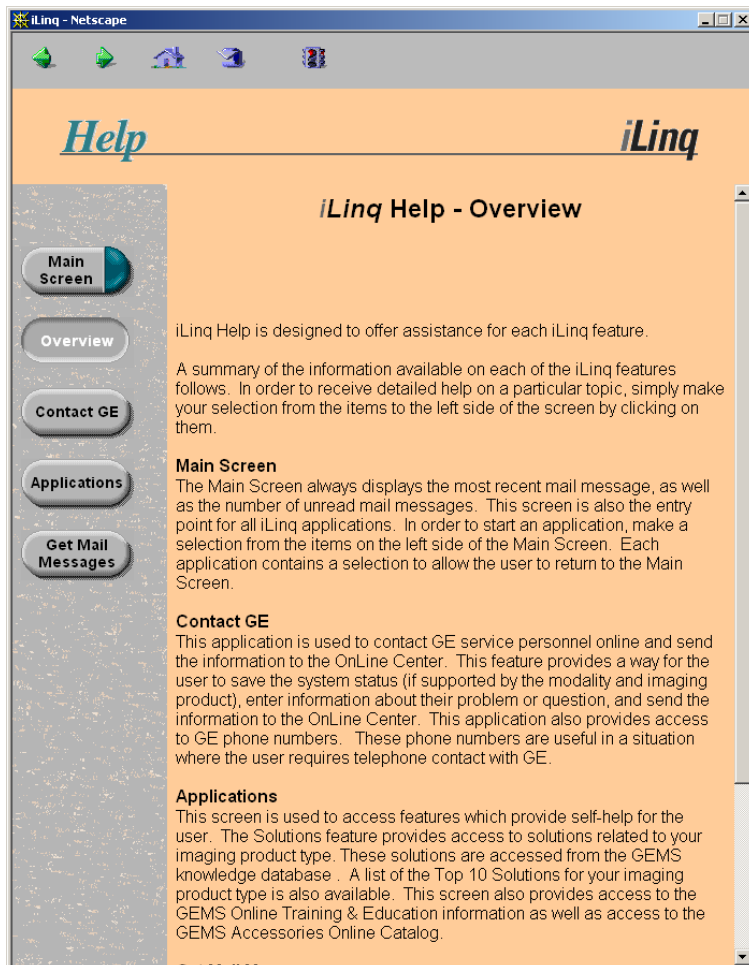 iLinq - Netscape
Help
iLinq
iLinq Help - Overview
Main
Screen
Overview
Contact GE
Applications
Get Mail
Messages
iLinq Help is designed to offer assistance for each iLinq feature.
A summary of the information available on each of the iLinq features
follows. In order to receive detailed help on a particular topic, simply make
your selection from the items to the left side of the screen by clicking on
them.
Main Screen
The Main Screen always displays the most recent mail message, as well
as the number of unread mail messages. This screen is also the entry
point for all iLinq applications. In order to start an application, make a
selection from the items on the left side of the Main Screen. Each
application contains a selection to allow the user to return to the Main
Screen.
Contact GE
This application is used to contact GE service personnel online and send
the information to the OnLine Center. This feature provides a way for the
user to save the system status (if supported by the modality and imaging
product), enter information about their problem or question, and send the
information to the OnLine Center. This application also provides access
to GE phone numbers. These phone numbers are useful in a situation
where the user requires telephone contact with GE.
Applications
This screen is used to access features which provide self-help for the
user. The Solutions feature provides access to solutions related to your
imaging product type. These solutions are accessed from the GEMS
knowledge database . A list of the Top 10 Solutions for your imaging
product type is also available. This screen also provides access to the
GEMS Online Training & Education information as well as access to the
GEMS Accessories Online Catalog.